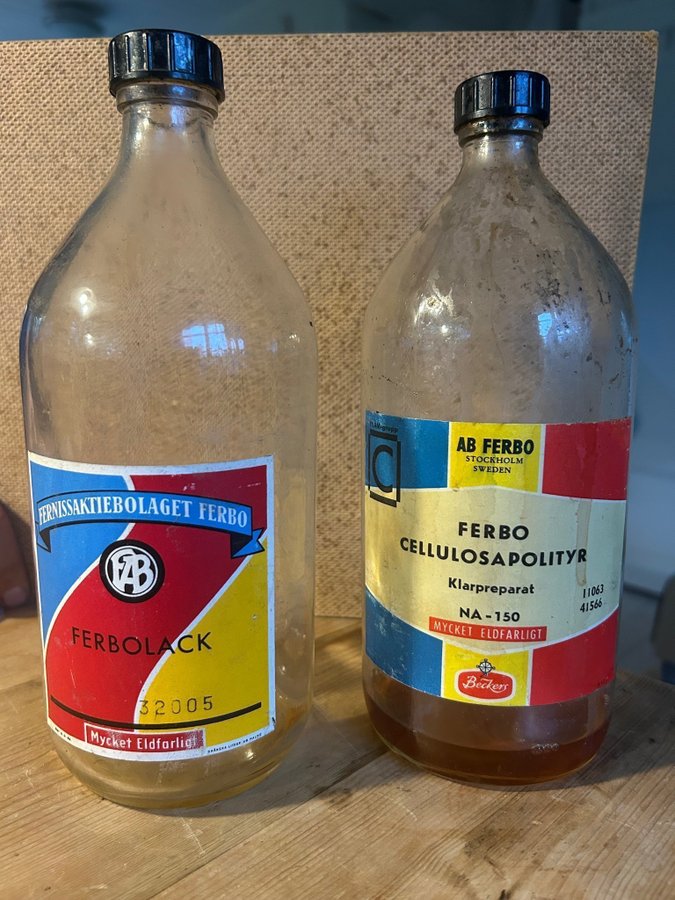 FERNISSAKTIEBOLAGET FERBO
FAB
FERBOLACK
32005
Mycket Eldfarligt
C
AB FERBO
STOCKHOLM
SWEDEN
FERBO
CELLULOSAPOLITYR
Klarpreparat
11063
41566
NA-150
MYCKET ELDFARLIGT
Beckers